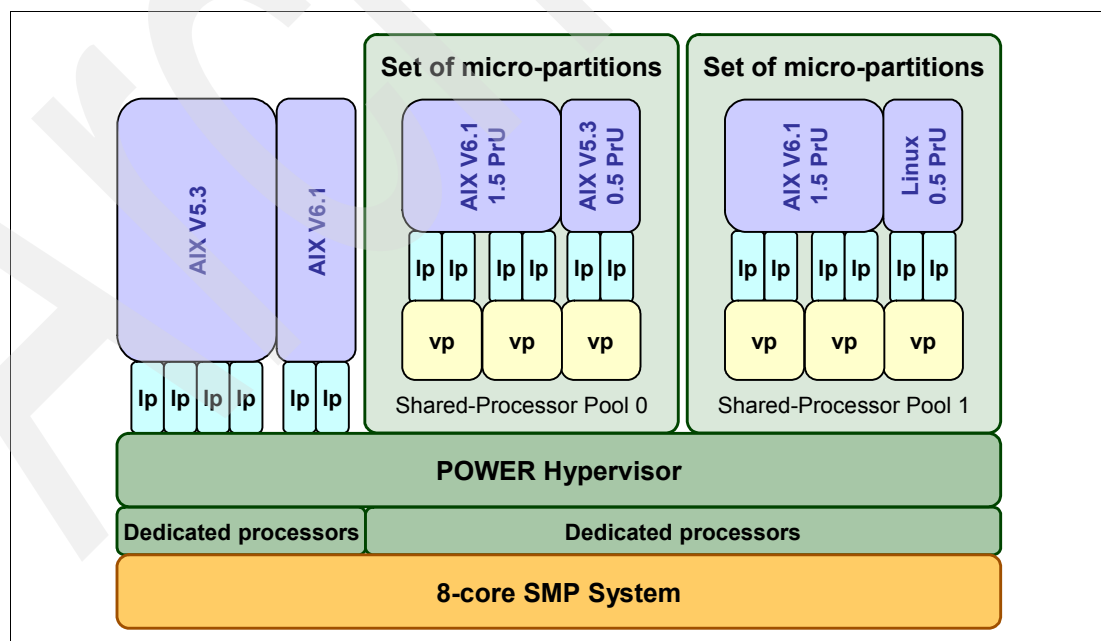 Set of micro-partitions
Set of micro-partitions
AIX V5.3
AIX V6.1
AIX V6.1
1.5 PrU
AIX V5.3
0.5 PrU
AIX V6.1
1.5 PrU
Linux
0.5 PrU
lp lp lp lp lp lp
lp lp lp lp lp lp
vp vp vp
vp vp vp
lp lp lp lp lp lp
Shared-Processor Pool 0
Shared-Processor Pool 1
POWER Hypervisor
Dedicated processors
Dedicated processors
8-core SMP System